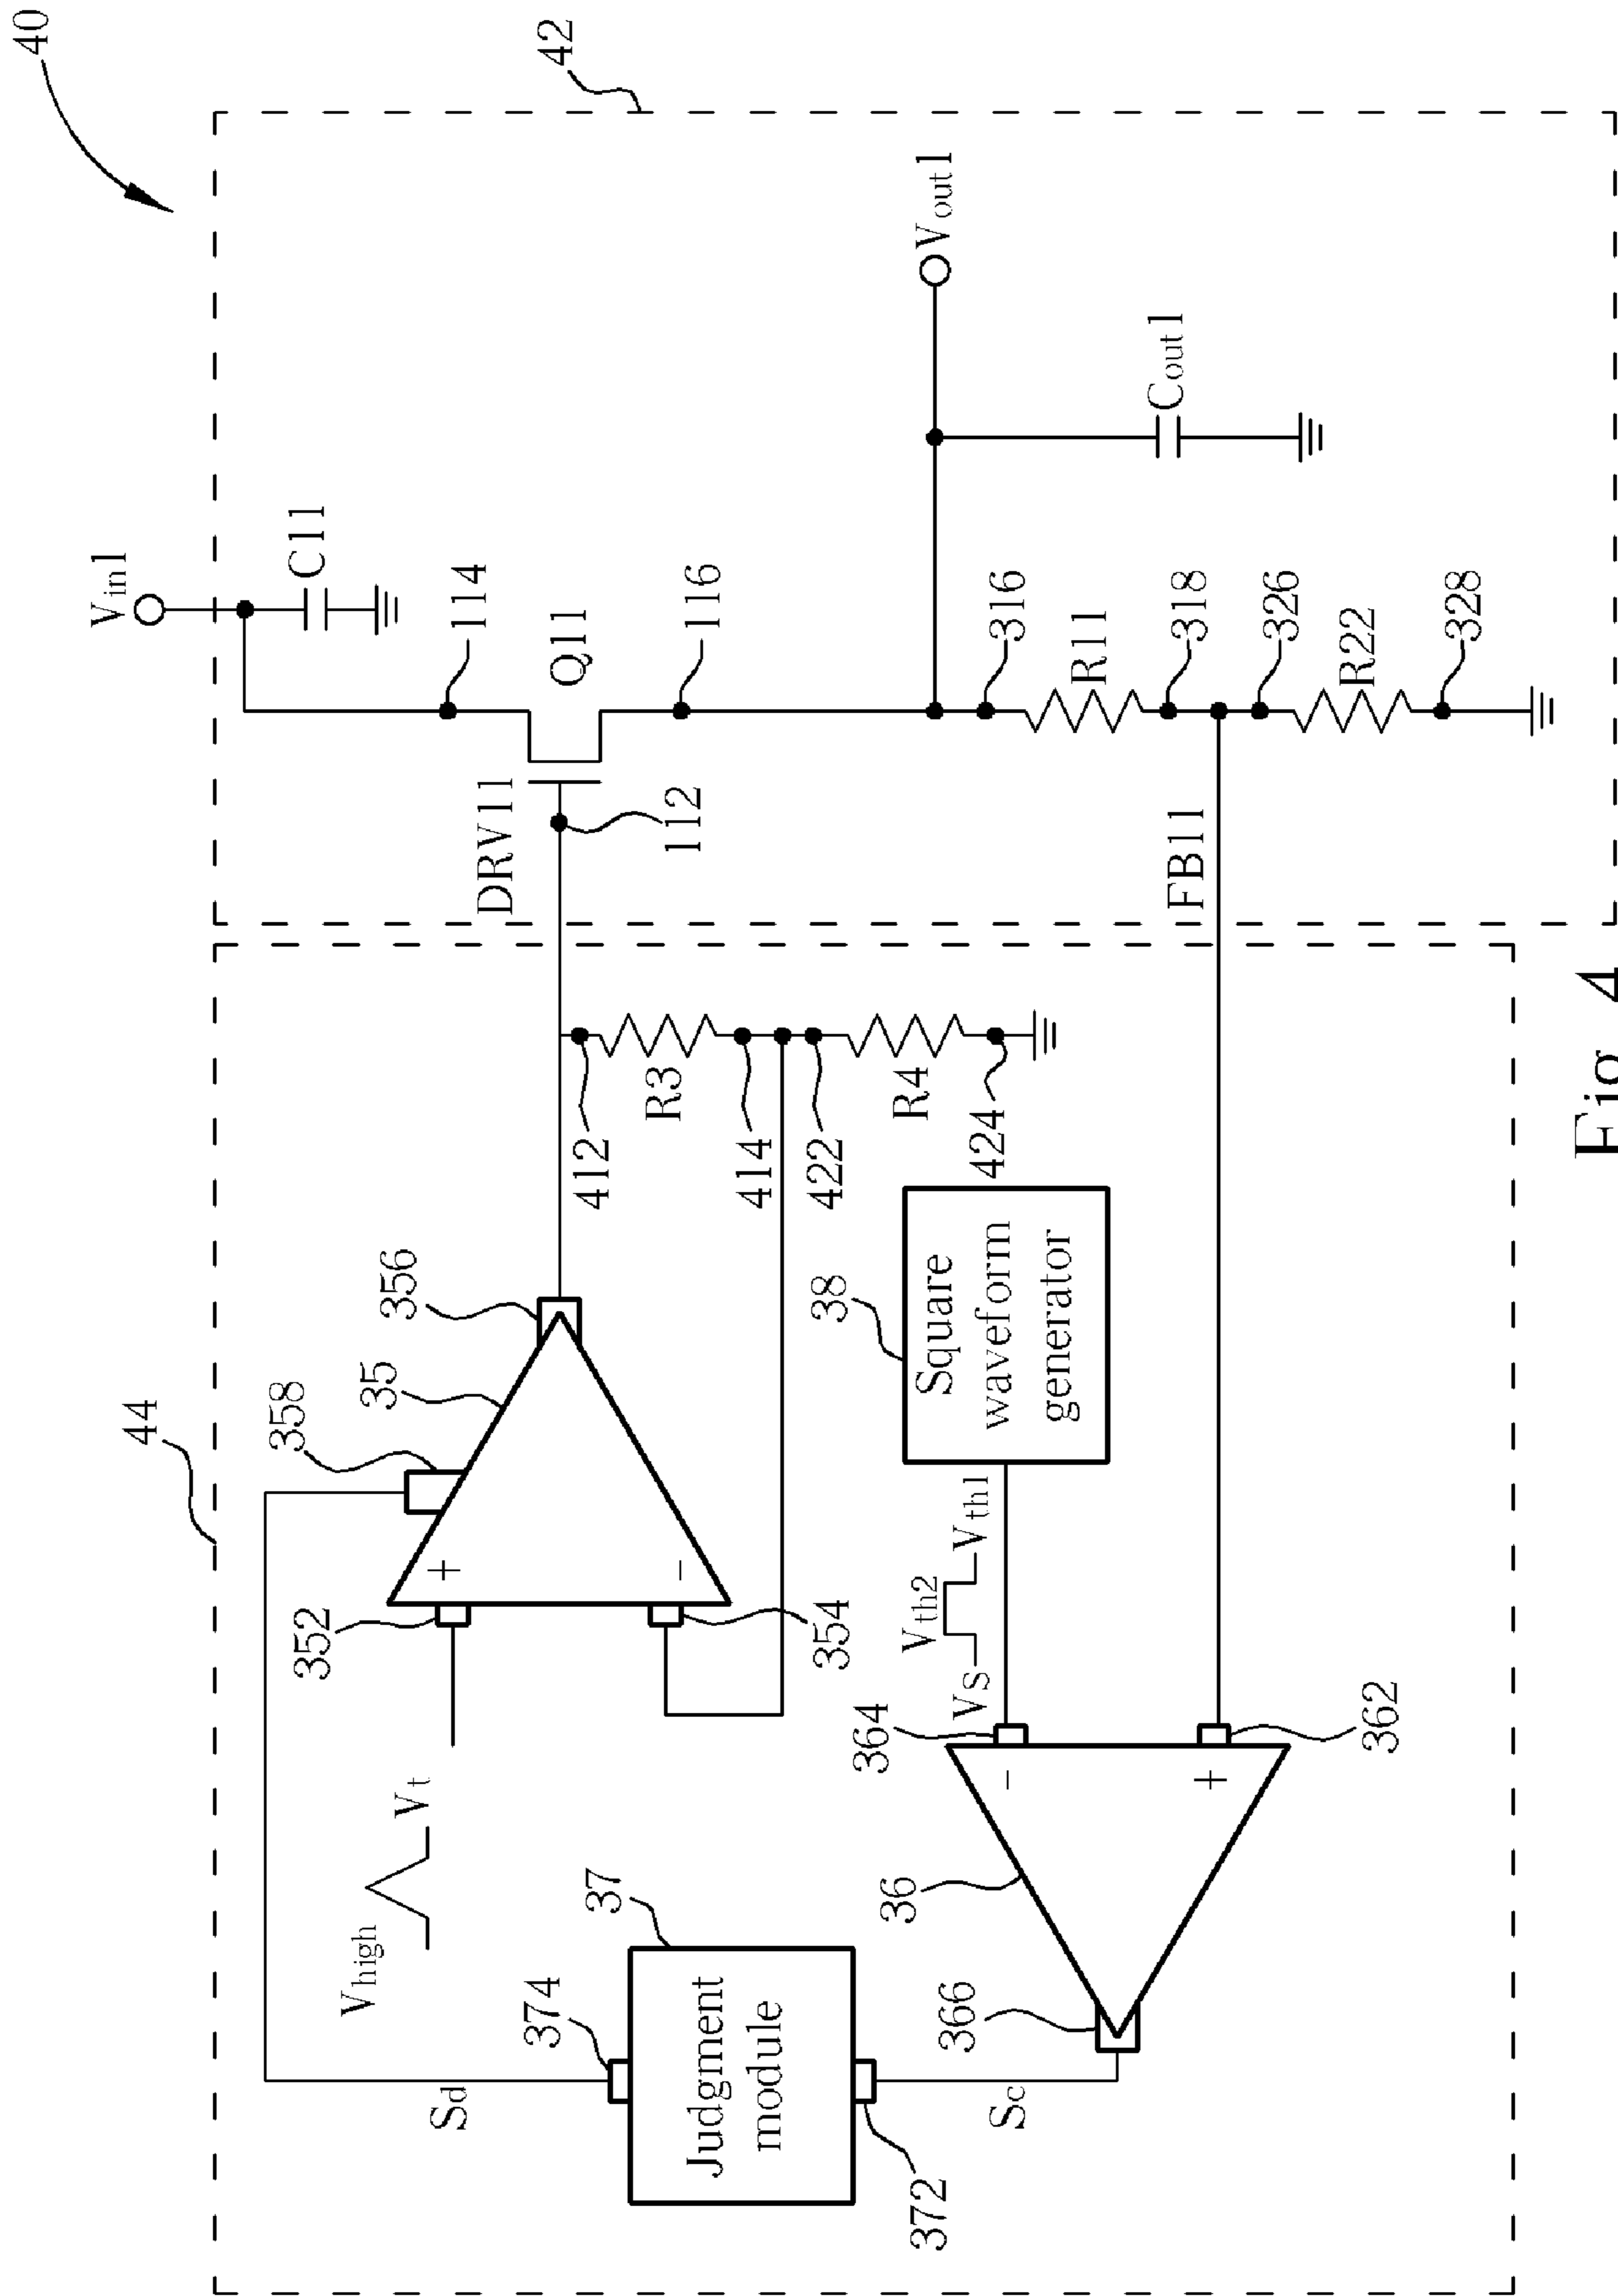 40
44
42
Vin1
C11
114
Q11
116
DRV11
112
Vout1
Cout1
316
R11
318
326
R22
328
FB11
412
R3
414
422
R4
424
356
35
358
352
+
-
354
Vhigh
Vt
38
Square
waveform
generator
Vth2
Vth1
VS
364
-
+
362
36
366
37
374
Judgment
module
372
Sd
Sc
Fig. 4